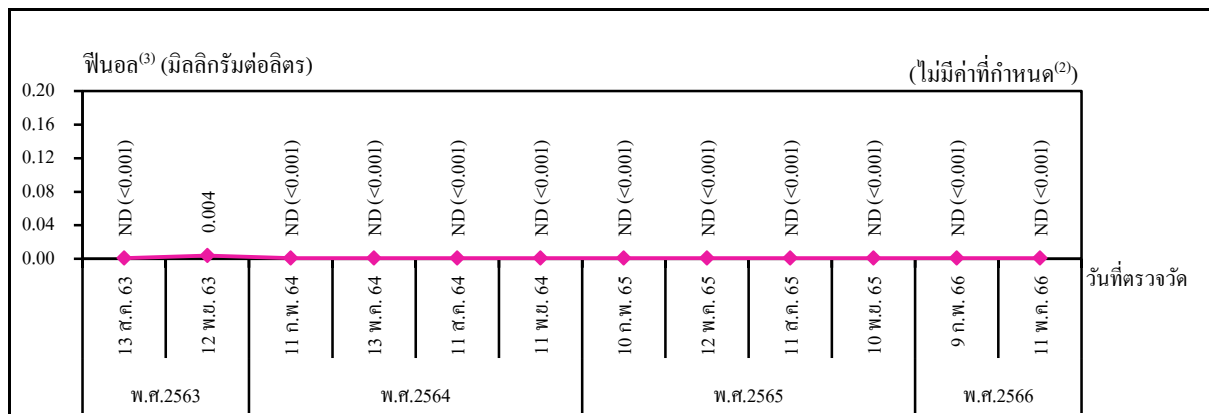 ฟีนอล(3) (มิลลิกรัมต่อลิตร)
(ไม่มีค่าที่กำหนด(2))
0.20
0.16
0.12
0.08
0.04
0.00
ND (<0.001)
0.004
ND (<0.001)
ND (<0.001)
ND (<0.001)
ND (<0.001)
ND (<0.001)
ND (<0.001)
ND (<0.001)
ND (<0.001)
ND (<0.001)
ND (<0.001)
วันที่ตรวจวัด
13 ส.ค. 63
12 พ.ย. 63
11 ก.พ. 64
13 พ.ค. 64
11 ส.ค. 64
11 พ.ย. 64
10 ก.พ. 65
12 พ.ค. 65
11 ส.ค. 65
10 พ.ย. 65
9 ก.พ. 66
11 พ.ค. 66
พ.ศ.2563
พ.ศ.2564
พ.ศ.2565
พ.ศ.2566